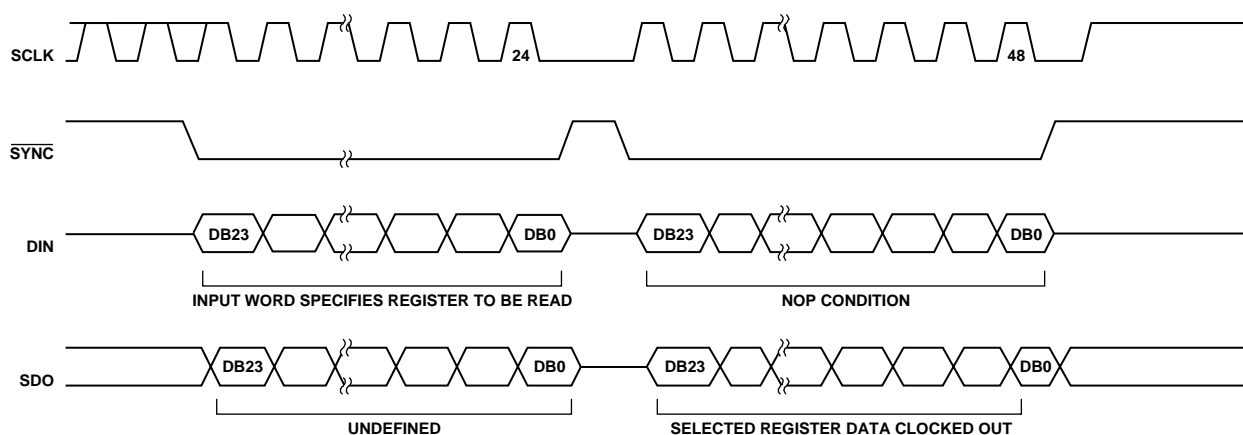 SCLK
24
48
SYNC
DIN
DB23
DB0
DB23
DB0
INPUT WORD SPECIFIES REGISTER TO BE READ
NOP CONDITION
SDO
DB23
DB0
DB23
DB0
UNDEFINED
SELECTED REGISTER DATA CLOCKED OUT